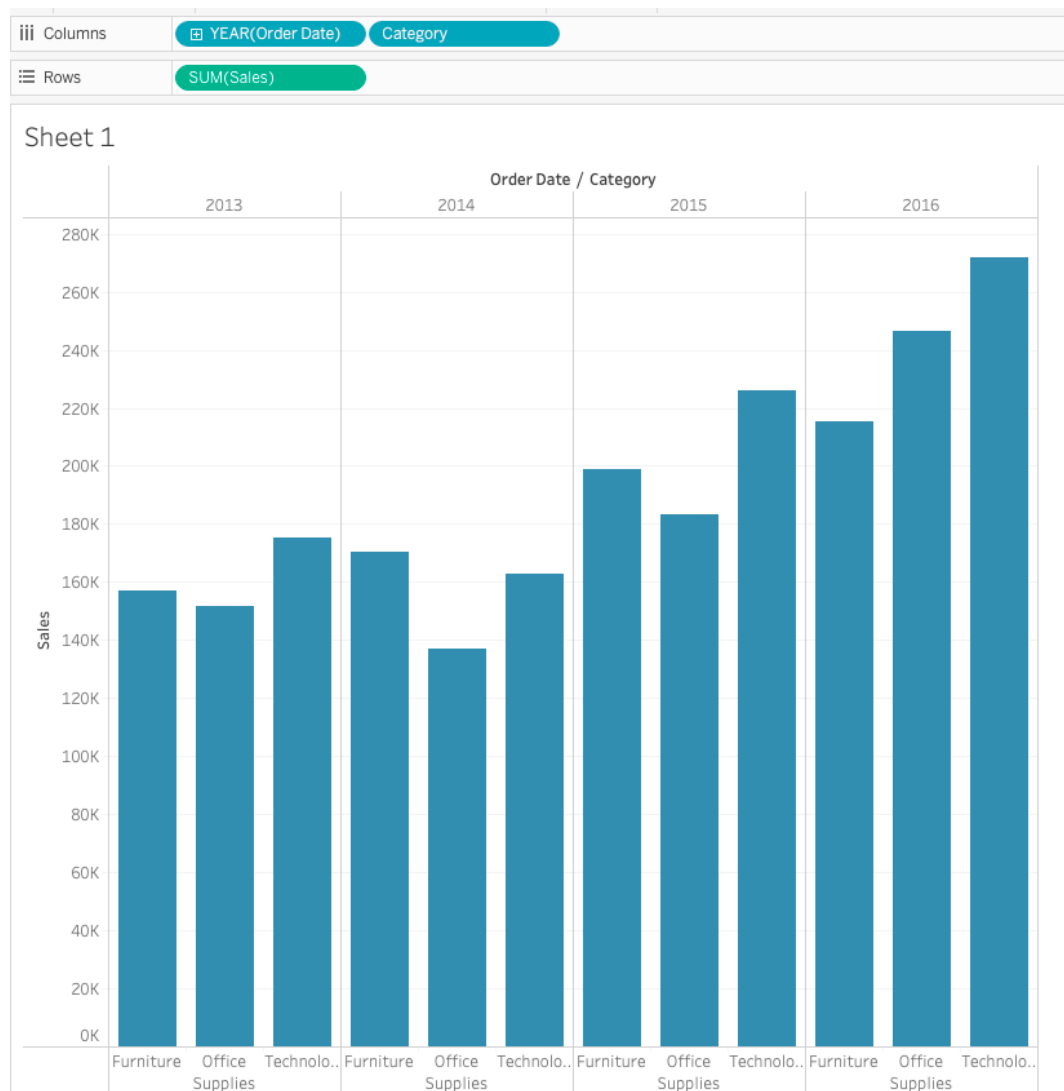 Columns YEAR(Order Date) Category
Rows SUM(Sales)
Sheet 1
Order Date / Category
2013 2014 2015 2016
280K
260K
240K
220K
200K
180K
160K
140K
120K
100K
80K
60K
40K
20K
0K
Sales
Furniture Office Technolo.. Furniture Office Technolo.. Furniture Office Technolo.. Furniture Office Technolo..
Supplies Supplies Supplies Supplies